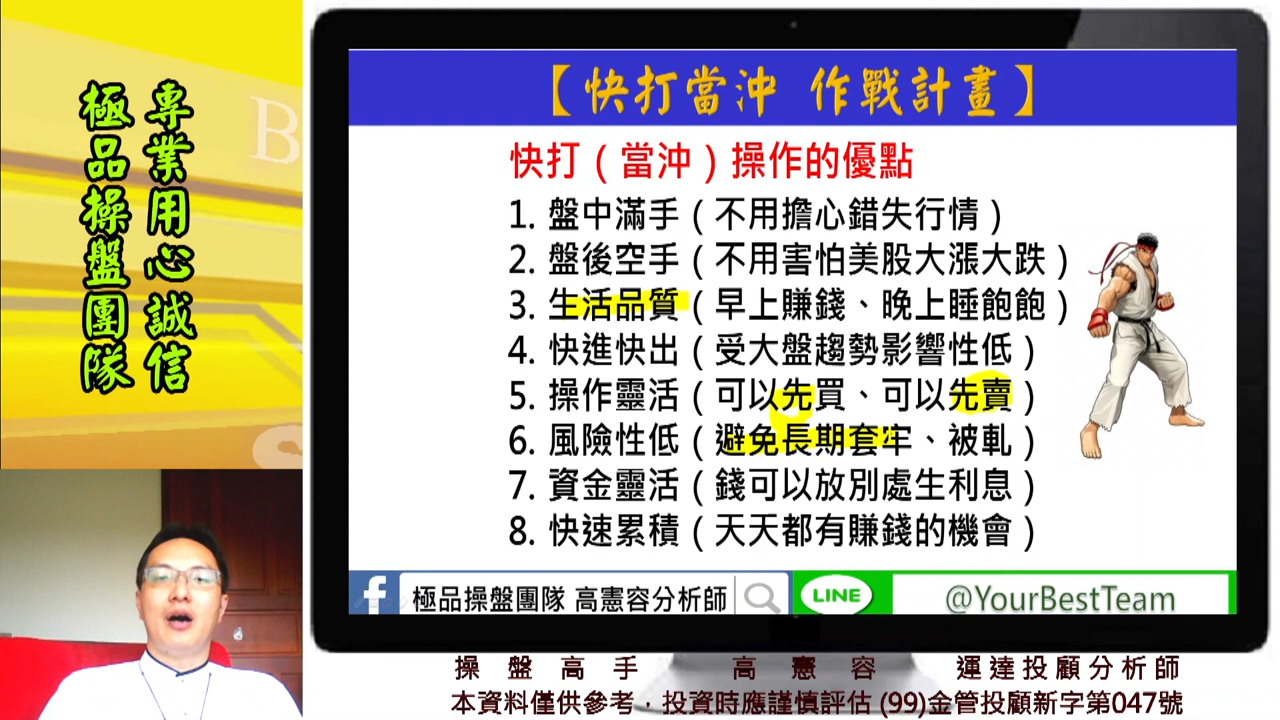 專業用心誠信
極品操盤團隊
【快打當沖 作戰計畫】
快打（當沖）操作的優點
1. 盤中滿手（不用擔心錯失行情）
2. 盤後空手（不用害怕美股大漲大跌）
3. 生活品質（早上賺錢、晚上睡飽飽）
4. 快進快出（受大盤趨勢影響性低）
5. 操作靈活（可以先買、可以先賣）
6. 風險性低（避免長期套牢、被軋）
7. 資金靈活（錢可以放別處生利息）
8. 快速累積（天天都有賺錢的機會）
f 極品操盤團隊 高憲容分析師 LINE @YourBestTeam
操盤高手 高憲容 運達投顧分析師
本資料僅供參考，投資時應謹慎評估 (99)金管投顧新字第047號
B
S